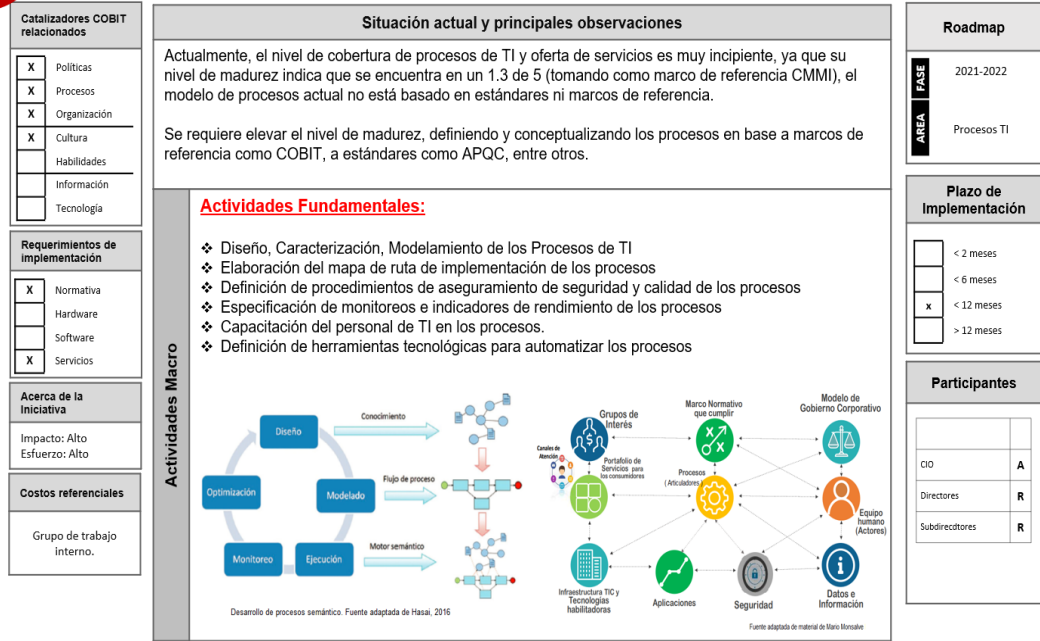 Catalizadores COBIT
relacionados
X Políticas
X Procesos
X Organización
X Cultura
Habilidades
Información
Tecnología
Requerimientos de
implementación
X Normativa
Hardware
Software
X Servicios
Acerca de la
Iniciativa
Impacto: Alto
Esfuerzo: Alto
Costos referenciales
Grupo de trabajo
interno.
Situación actual y principales observaciones
Actualmente, el nivel de cobertura de procesos de TI y oferta de servicios es muy incipiente, ya que su
nivel de madurez indica que se encuentra en un 1.3 de 5 (tomando como marco de referencia CMMI), el
modelo de procesos actual no está basado en estándares ni marcos de referencia.
Se requiere elevar el nivel de madurez, definiendo y conceptualizando los procesos en base a marcos de
referencia como COBIT, a estándares como APQC, entre otros.
Actividades Macro
Actividades Fundamentales:
❖ Diseño, Caracterización, Modelamiento de los Procesos de TI
❖ Elaboración del mapa de ruta de implementación de los procesos
❖ Definición de procedimientos de aseguramiento de seguridad y calidad de los procesos
❖ Especificación de monitoreos e indicadores de rendimiento de los procesos
❖ Capacitación del personal de TI en los procesos.
❖ Definición de herramientas tecnológicas para automatizar los procesos
Diseño
Modelado
Ejecución
Monitoreo
Optimización
Conocimiento
Flujo de proceso
Motor semántico
Desarrollo de procesos semántico. Fuente adaptada de Hasai, 2016
Grupos de
Interés
Marco Normativo
que cumplir
Modelo de
Gobierno Corporativo
Canales de
Atención
Portafolio de
Servicios para
los consumidores
Procesos
( Articuladores )
Equipo
humano
(Actores)
Infraestructura TIC y
Tecnologías
habilitadoras
Aplicaciones
Seguridad
Datos e
Información
Fuente adaptada de material de Mario Monsalve
Roadmap
FASE 2021-2022
AREA Procesos TI
Plazo de
Implementación
< 2 meses
< 6 meses
x < 12 meses
> 12 meses
Participantes
CIO A
Directores R
Subdirecdtores R